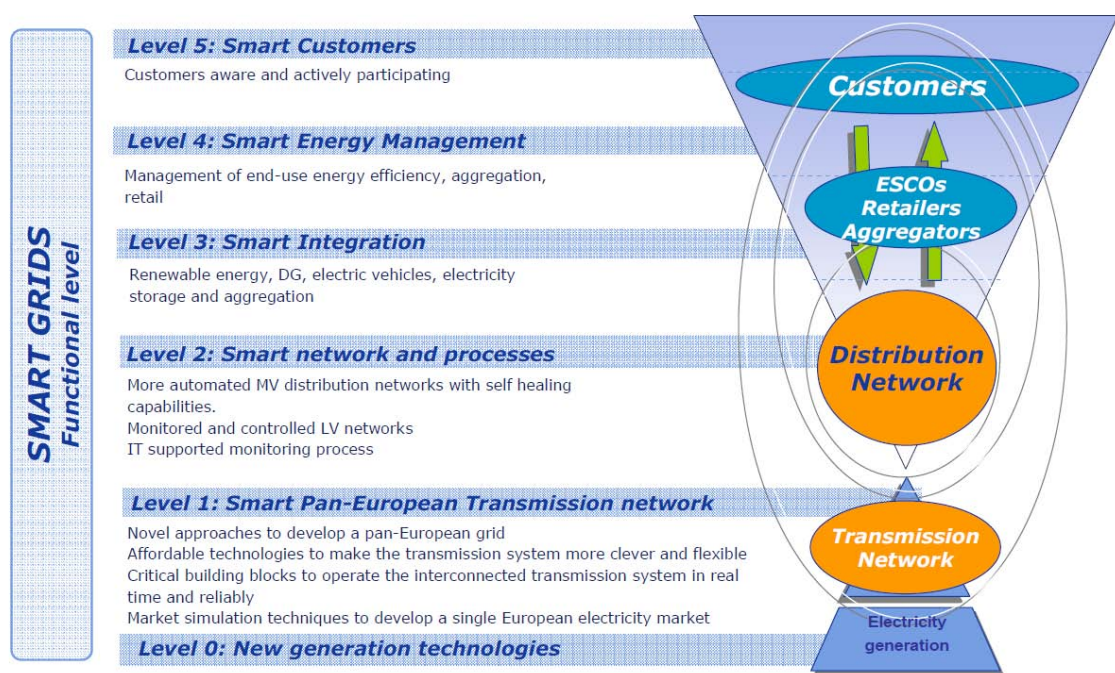 SMART GRIDS
Functional level
Level 5: Smart Customers
Customers aware and actively participating
Level 4: Smart Energy Management
Management of end-use energy efficiency, aggregation,
retail
Level 3: Smart Integration
Renewable energy, DG, electric vehicles, electricity
storage and aggregation
Level 2: Smart network and processes
More automated MV distribution networks with self healing
capabilities.
Monitored and controlled LV networks
IT supported monitoring process
Level 1: Smart Pan-European Transmission network
Novel approaches to develop a pan-European grid
Affordable technologies to make the transmission system more clever and flexible
Critical building blocks to operate the interconnected transmission system in real
time and reliably
Market simulation techniques to develop a single European electricity market
Level 0: New generation technologies
Customers
ESCOs
Retailers
Aggregators
Distribution
Network
Transmission
Network
Electricity
generation